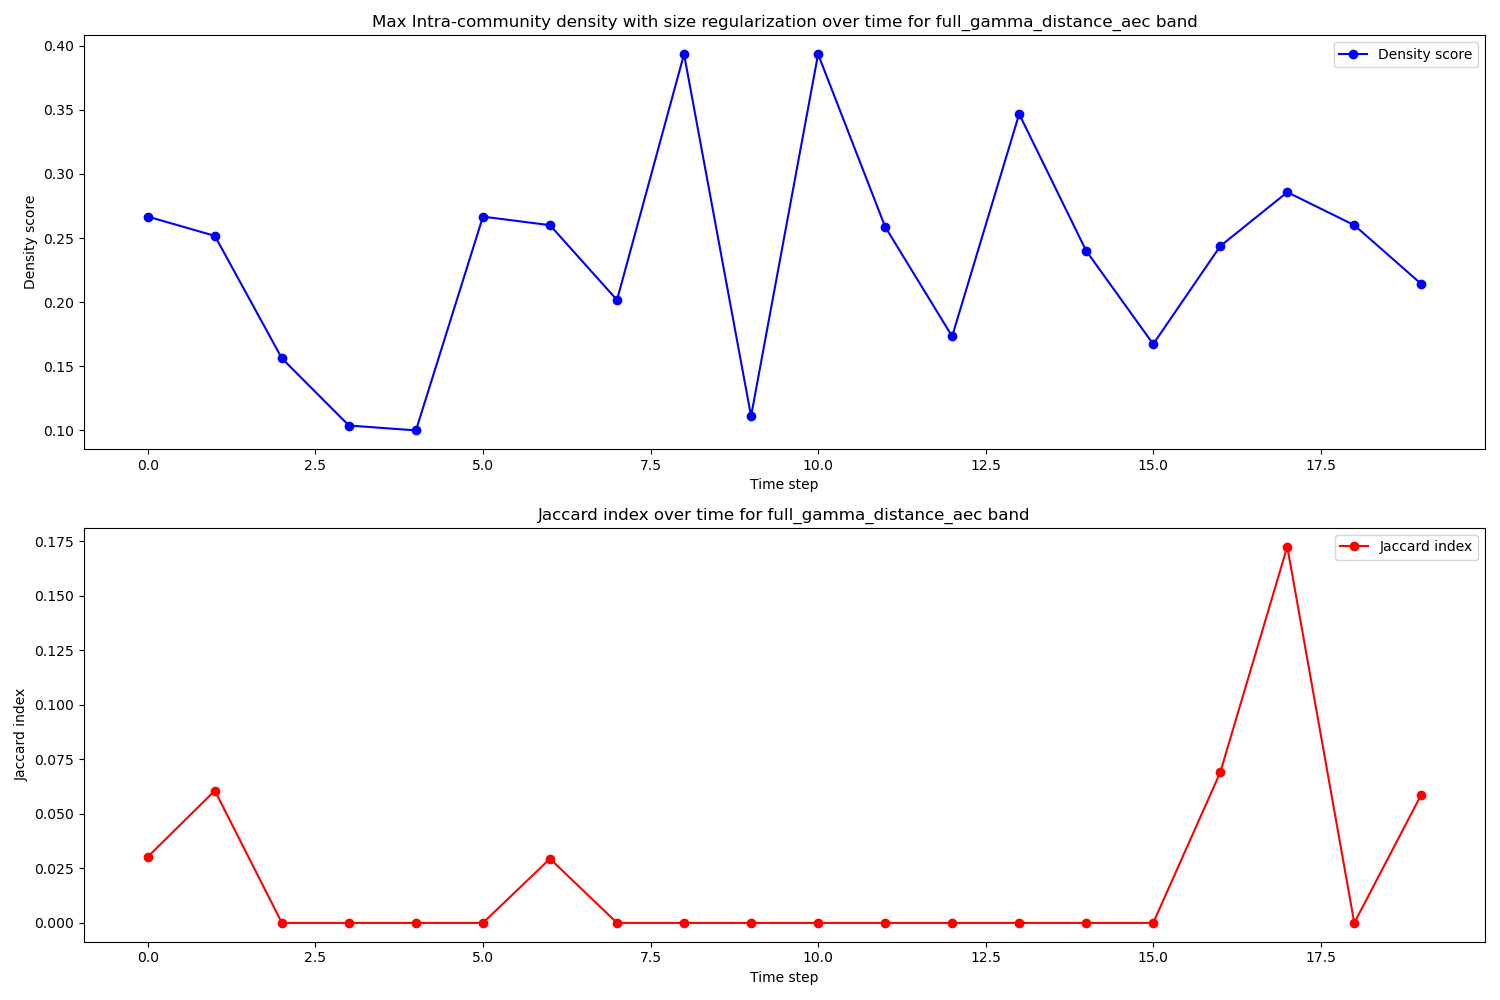 Max Intra-community density with size regularization over time for full_gamma_distance_aec band
Density score
0.40
0.35
0.30
0.25
0.20
0.15
0.10
Density score
0.0 2.5 5.0 7.5 10.0 12.5 15.0 17.5
Time step
Jaccard index over time for full_gamma_distance_aec band
Jaccard index
0.175
0.150
0.125
0.100
0.075
0.050
0.025
0.000
Jaccard index
0.0 2.5 5.0 7.5 10.0 12.5 15.0 17.5
Time step